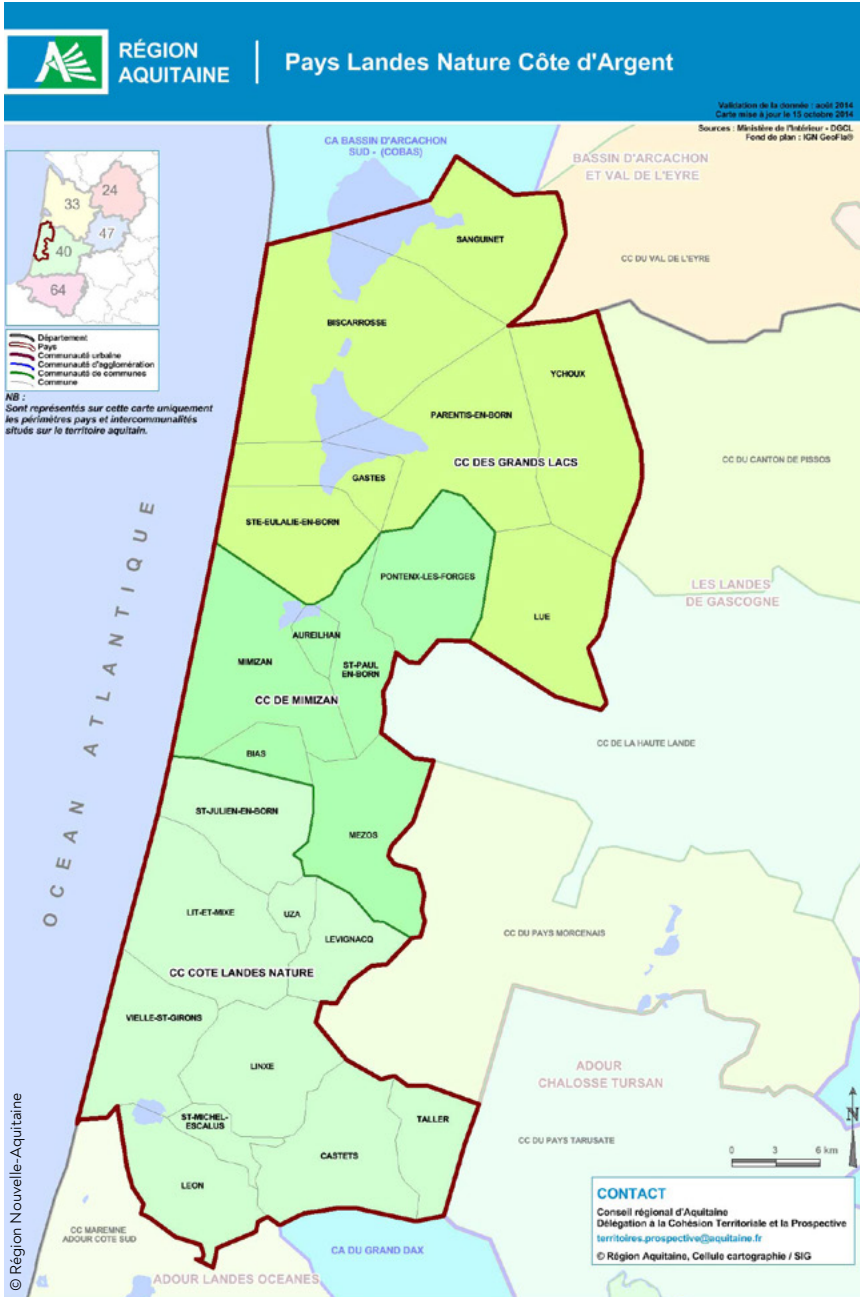 RÉGION
AQUITAINE
Pays Landes Nature Côte d'Argent
Validation de la donnée : août 2014
Carte mise à jour le 15 octobre 2014
Sources : Ministère de l'Intérieur - DGCL
Fond de plan : IGN GeoFla®
CA BASSIN D'ARCACHON
SUD - (COBAS)
BASSIN D'ARCACHON
ET VAL DE L'EYRE
33
24
47
40
64
SANGUINET
CC DU VAL DE L'EYRE
BISCARROSSE
Département
Pays
Communauté urbaine
Communauté d'agglomération
Communauté de communes
Commune
NB :
Sont représentés sur cette carte uniquement
les périmètres pays et intercommunalités
situés sur le territoire aquitain.
YCHOUX
PARENTIS-EN-BORN
CC DES GRANDS LACS
CC DU CANTON DE PISSOS
GASTES
STE-EULALIE-EN-BORN
PONTENX-LES-FORGES
LES LANDES
DE GASCOGNE
LUE
AUREILHAN
MIMIZAN
ST-PAUL
EN-BORN
CC DE MIMIZAN
CC DE LA HAUTE LANDE
BIAS
OCEAN ATLANTIQUE
ST-JULIEN-EN-BORN
MEZOS
LIT-ET-MIXE
UZA
LEVIGNACQ
CC DU PAYS MORCENAIS
CC COTE LANDES NATURE
VIELLE-ST-GIRONS
LINXE
ADOUR
CHALOSSE TURSAN
ST-MICHEL-
ESCALUS
TALLER
CC DU PAYS TARUSATE
CASTETS
LEON
0 3 6 km
N
CC MAREMNE
ADOUR COTE SUD
CA DU GRAND DAX
ADOUR LANDES OCEANES
CONTACT
Conseil régional d'Aquitaine
Délégation à la Cohésion Territoriale et la Prospective
territoires.prospective@aquitaine.fr
© Région Aquitaine, Cellule cartographie / SIG
© Région Nouvelle-Aquitaine